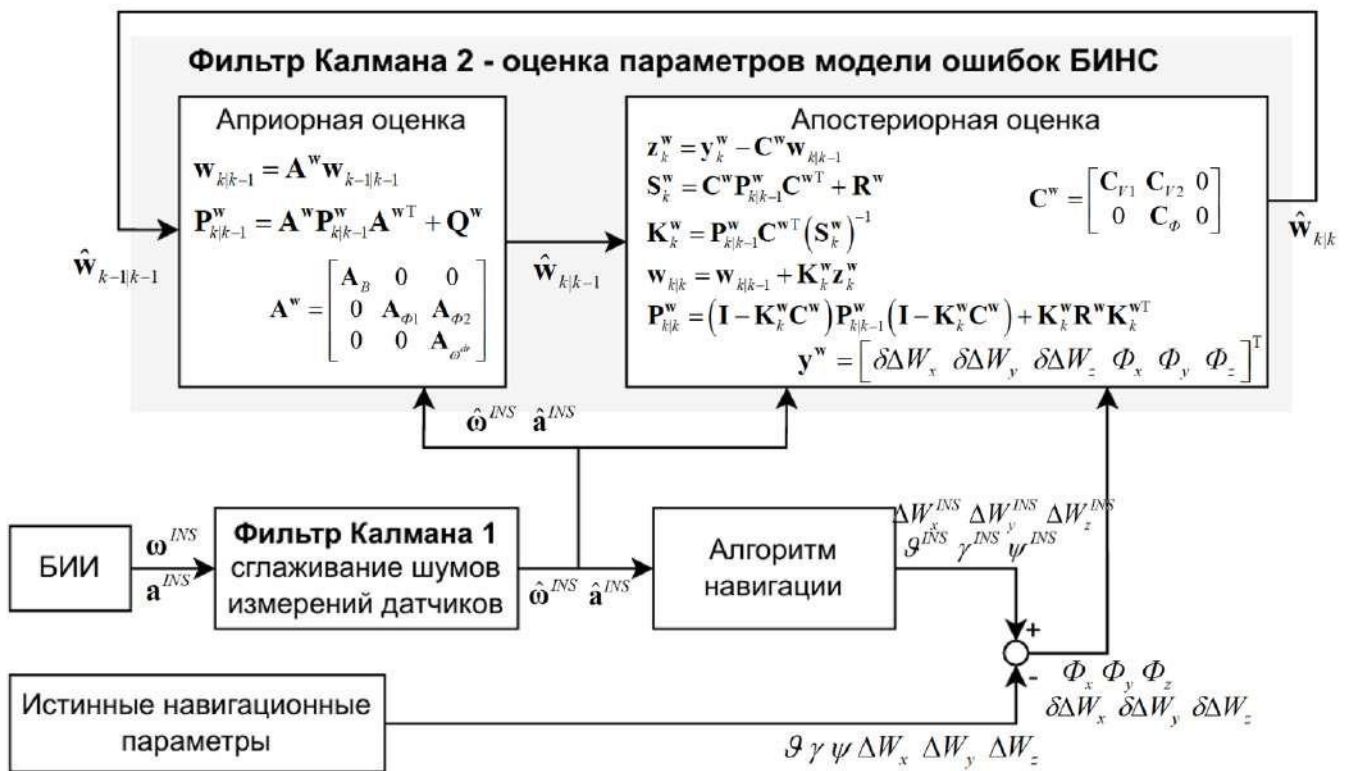 Фильтр Калмана 2 - оценка параметров модели ошибок БИНС
Априорная оценка
w_{k|k-1} = A^w w_{k-1|k-1}
P^w_{k|k-1} = A^w P^w_{k|k-1} A^{wT} + Q^w
A^w = [A_B 0 0
0 A_{Φ1} A_{Φ2}
0 0 A_{ω^{dr}}]
Апостериорная оценка
z^w_k = y^w_k − C^w w_{k|k-1}
S^w_k = C^w P^w_{k|k-1} C^{wT} + R^w
K^w_k = P^w_{k|k-1} C^{wT} (S^w_k)^{-1}
w_{k|k} = w_{k|k-1} + K^w_k z^w_k
P^w_{k|k} = (I − K^w_k C^w) P^w_{k|k-1} (I − K^w_k C^w) + K^w_k R^w K^{wT}_k
y^w = [δΔW_x δΔW_y δΔW_z Φ_x Φ_y Φ_z]^T
C^w = [C_{V1} C_{V2} 0
0 C_Φ 0]
ŵ_{k-1|k-1}
ŵ_{k|k-1}
ŵ_{k|k}
ω̂^{INS} â^{INS}
БИИ
ω^{INS}
a^{INS}
Фильтр Калмана 1
сглаживание шумов
измерений датчиков
ω̂^{INS} â^{INS}
Алгоритм
навигации
ΔW_x^{INS} ΔW_y^{INS} ΔW_z^{INS}
ϑ^{INS} γ^{INS} ψ^{INS}
+
-
Φ_x Φ_y Φ_z
δΔW_x δΔW_y δΔW_z
Истинные навигационные
параметры
ϑ γ ψ ΔW_x ΔW_y ΔW_z